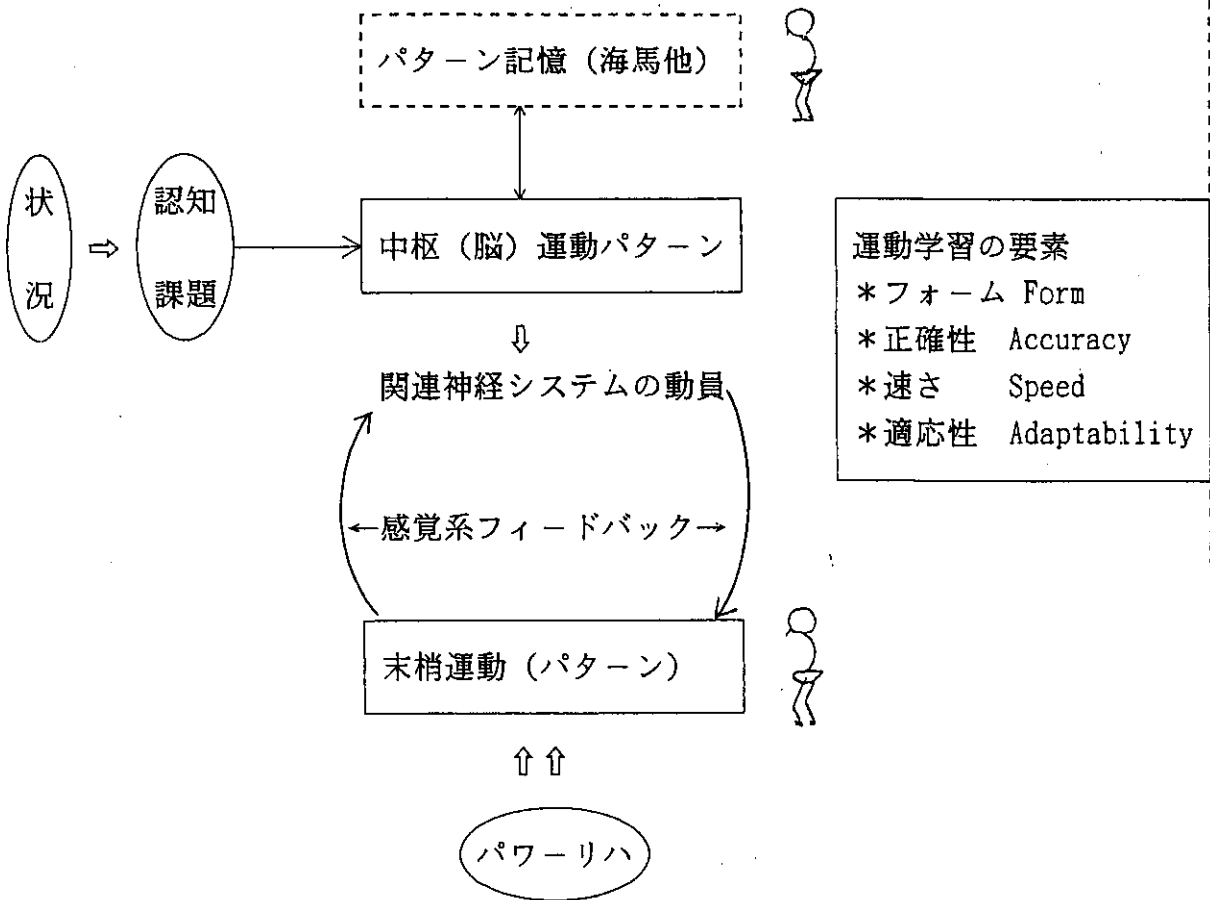 パターン記憶（海馬他）
状況
認知課題
中枢（脳）運動パターン
関連神経システムの動員
感覚系フィードバック
末梢運動（パターン）
パワーリハ
運動学習の要素
＊フォーム Form
＊正確性 Accuracy
＊速さ Speed
＊適応性 Adaptability